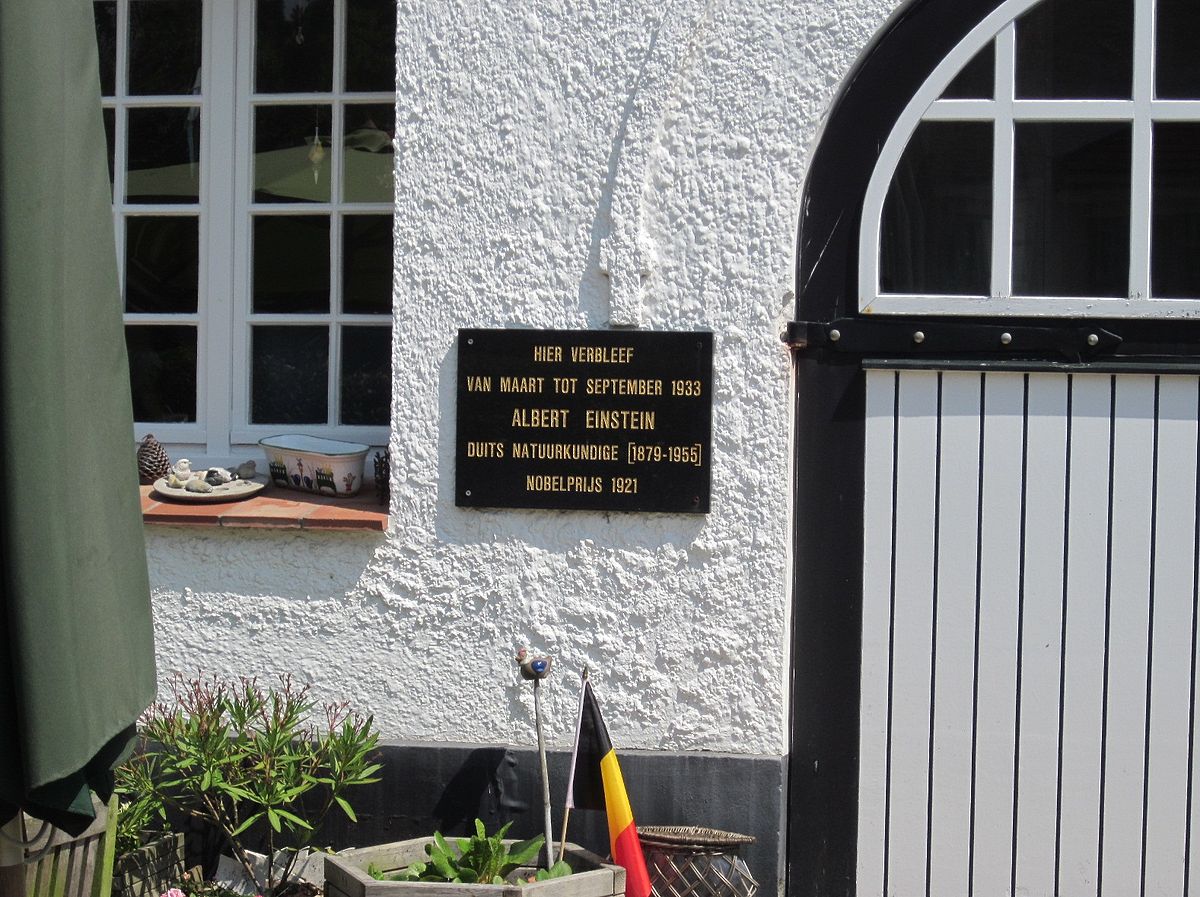 HIER VERBLEEF
VAN MAART TOT SEPTEMBER 1933
ALBERT EINSTEIN
DUITS NATUURKUNDIGE [1879-1955]
NOBELPRIJS 1921